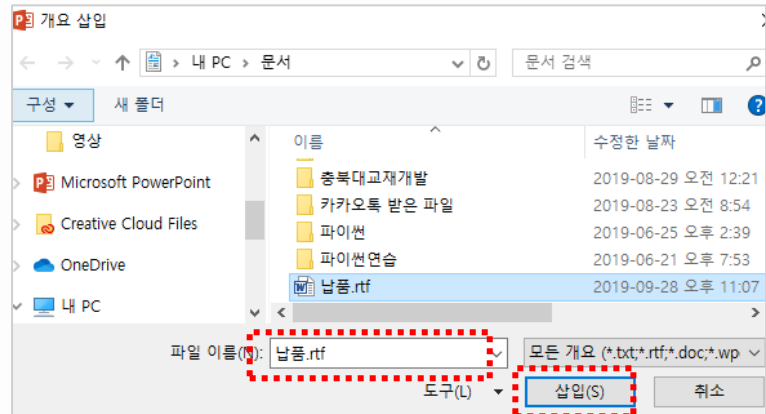 개요 삽입
내 PC > 문서
문서 검색
구성
새 폴더
이름
수정한 날짜
영상
Microsoft PowerPoint
Creative Cloud Files
OneDrive
내 PC
충북대교재개발 2019-08-29 오전 12:21
카카오톡 받은 파일 2019-08-23 오전 8:54
파이썬 2019-06-25 오후 2:39
파이썬연습 2019-06-21 오후 7:53
납품.rtf 2019-09-28 오후 11:07
파일 이름(N): 납품.rtf
모든 개요 (*.txt;*.rtf;*.doc;*.wp
도구(L)
삽입(S)
취소